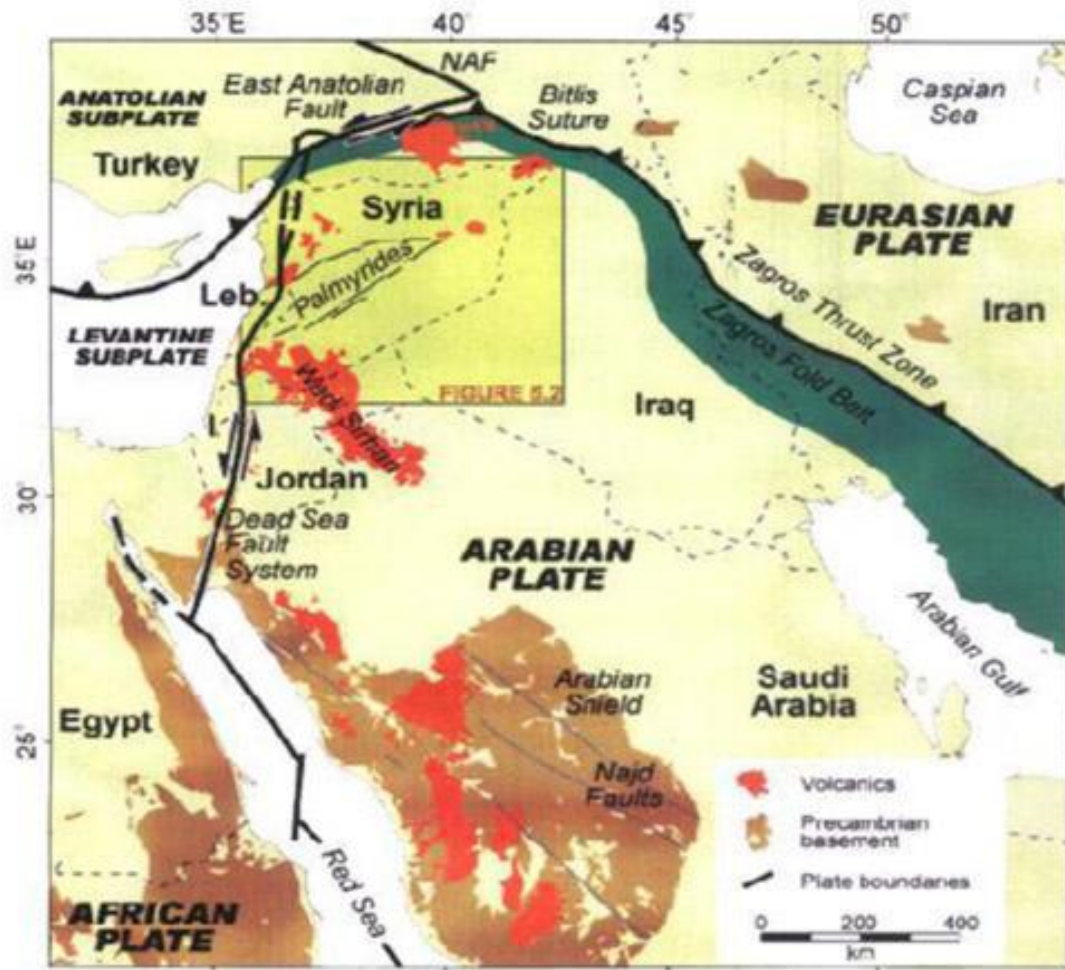 35°E
40°
45°
50°
NAF
East Anatolian
Fault
Bitlis
Suture
Caspian
Sea
ANATOLIAN
SUBPLATE
Turkey
Syria
EURASIAN
PLATE
35°E
Palmyrides
Leb.
Zagros Thrust Zone
Iran
LEVANTINE
SUBPLATE
Zagros Fold Belt
FIGURE 5.2
Wadi Sirhan
Iraq
I.
Jordan
30°
Dead Sea
Fault
System
ARABIAN
PLATE
Arabian Gulf
Arabian
Shield
Saudi
Arabia
Egypt
25°
Najd
Faults
Volcanics
Precambrian
basement
Plate boundaries
Red Sea
AFRICAN
PLATE
0 200 400
km